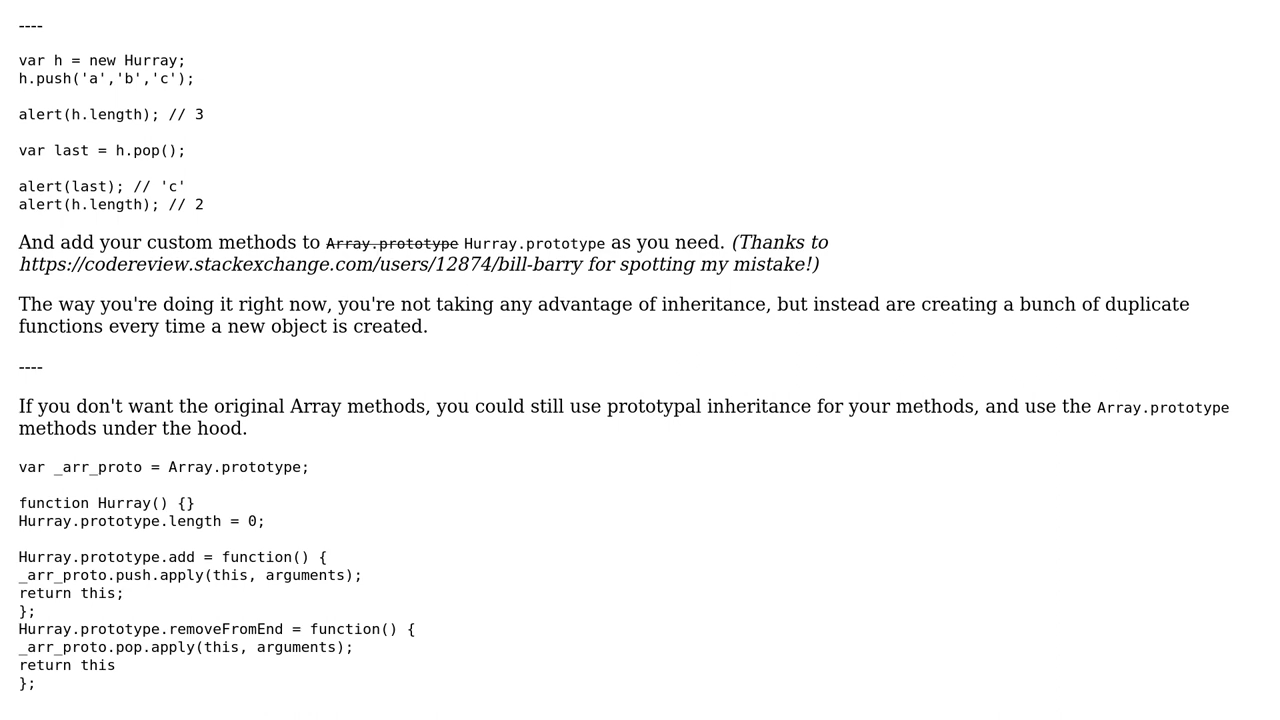 ----
var h = new Hurray;
h.push('a','b','c');
alert(h.length); // 3
var last = h.pop();
alert(last); // 'c'
alert(h.length); // 2
And add your custom methods to Array.prototype Hurray.prototype as you need. (Thanks to
https://codereview.stackexchange.com/users/12874/bill-barry for spotting my mistake!)
The way you're doing it right now, you're not taking any advantage of inheritance, but instead are creating a bunch of duplicate
functions every time a new object is created.
----
If you don't want the original Array methods, you could still use prototypal inheritance for your methods, and use the Array.prototype
methods under the hood.
var _arr_proto = Array.prototype;
function Hurray() {}
Hurray.prototype.length = 0;
Hurray.prototype.add = function() {
_arr_proto.push.apply(this, arguments);
return this;
};
Hurray.prototype.removeFromEnd = function() {
_arr_proto.pop.apply(this, arguments);
return this
};